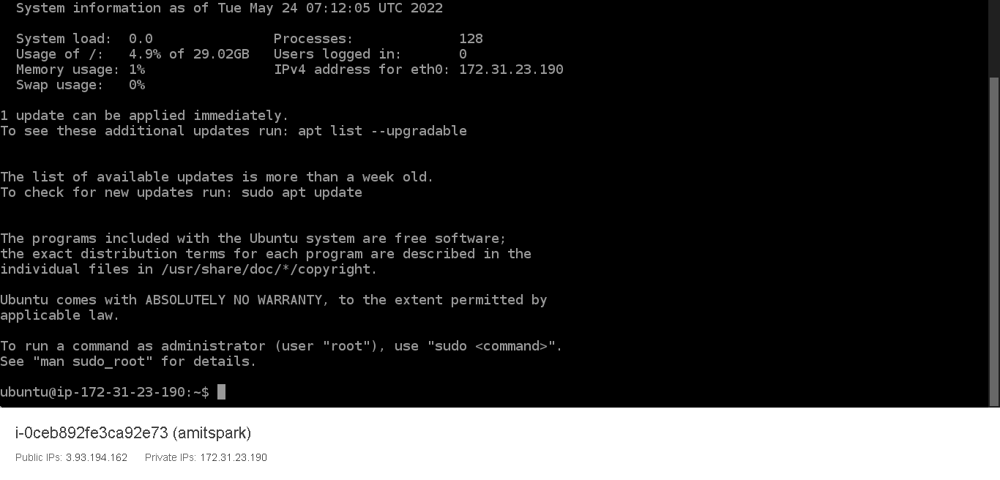 System information as of Tue May 24 07:12:05 UTC 2022
System load:  0.0               Processes:             128
Usage of /:   4.9% of 29.02GB   Users logged in:       0
Memory usage: 1%                IPv4 address for eth0: 172.31.23.190
Swap usage:   0%
1 update can be applied immediately.
To see these additional updates run: apt list --upgradable
The list of available updates is more than a week old.
To check for new updates run: sudo apt update
The programs included with the Ubuntu system are free software;
the exact distribution terms for each program are described in the
individual files in /usr/share/doc/*/copyright.
Ubuntu comes with ABSOLUTELY NO WARRANTY, to the extent permitted by
applicable law.
To run a command as administrator (user "root"), use "sudo <command>".
See "man sudo_root" for details.
ubuntu@ip-172-31-23-190:~$
i-0ceb892fe3ca92e73 (amitspark)
Public IPs: 3.93.194.162    Private IPs: 172.31.23.190